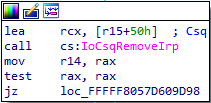 lea rcx, [r15+50h] ; Csq
call cs:IoCsqRemoveIrp
mov r14, rax
test rax, rax
jz loc_FFFFF8057D609D98